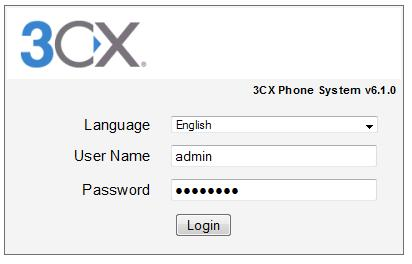 3CX
3CX Phone System v6.1.0
Language English
User Name admin
Password ••••••••
Login